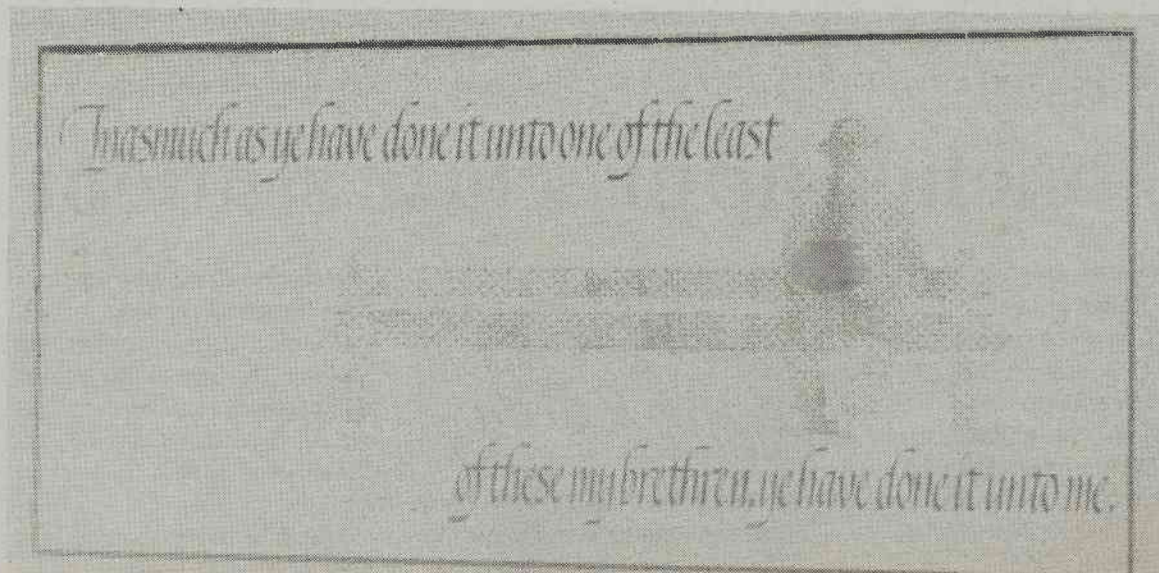 Inasmuch as ye have done it unto one of the least
of these my brethren, ye have done it unto me.